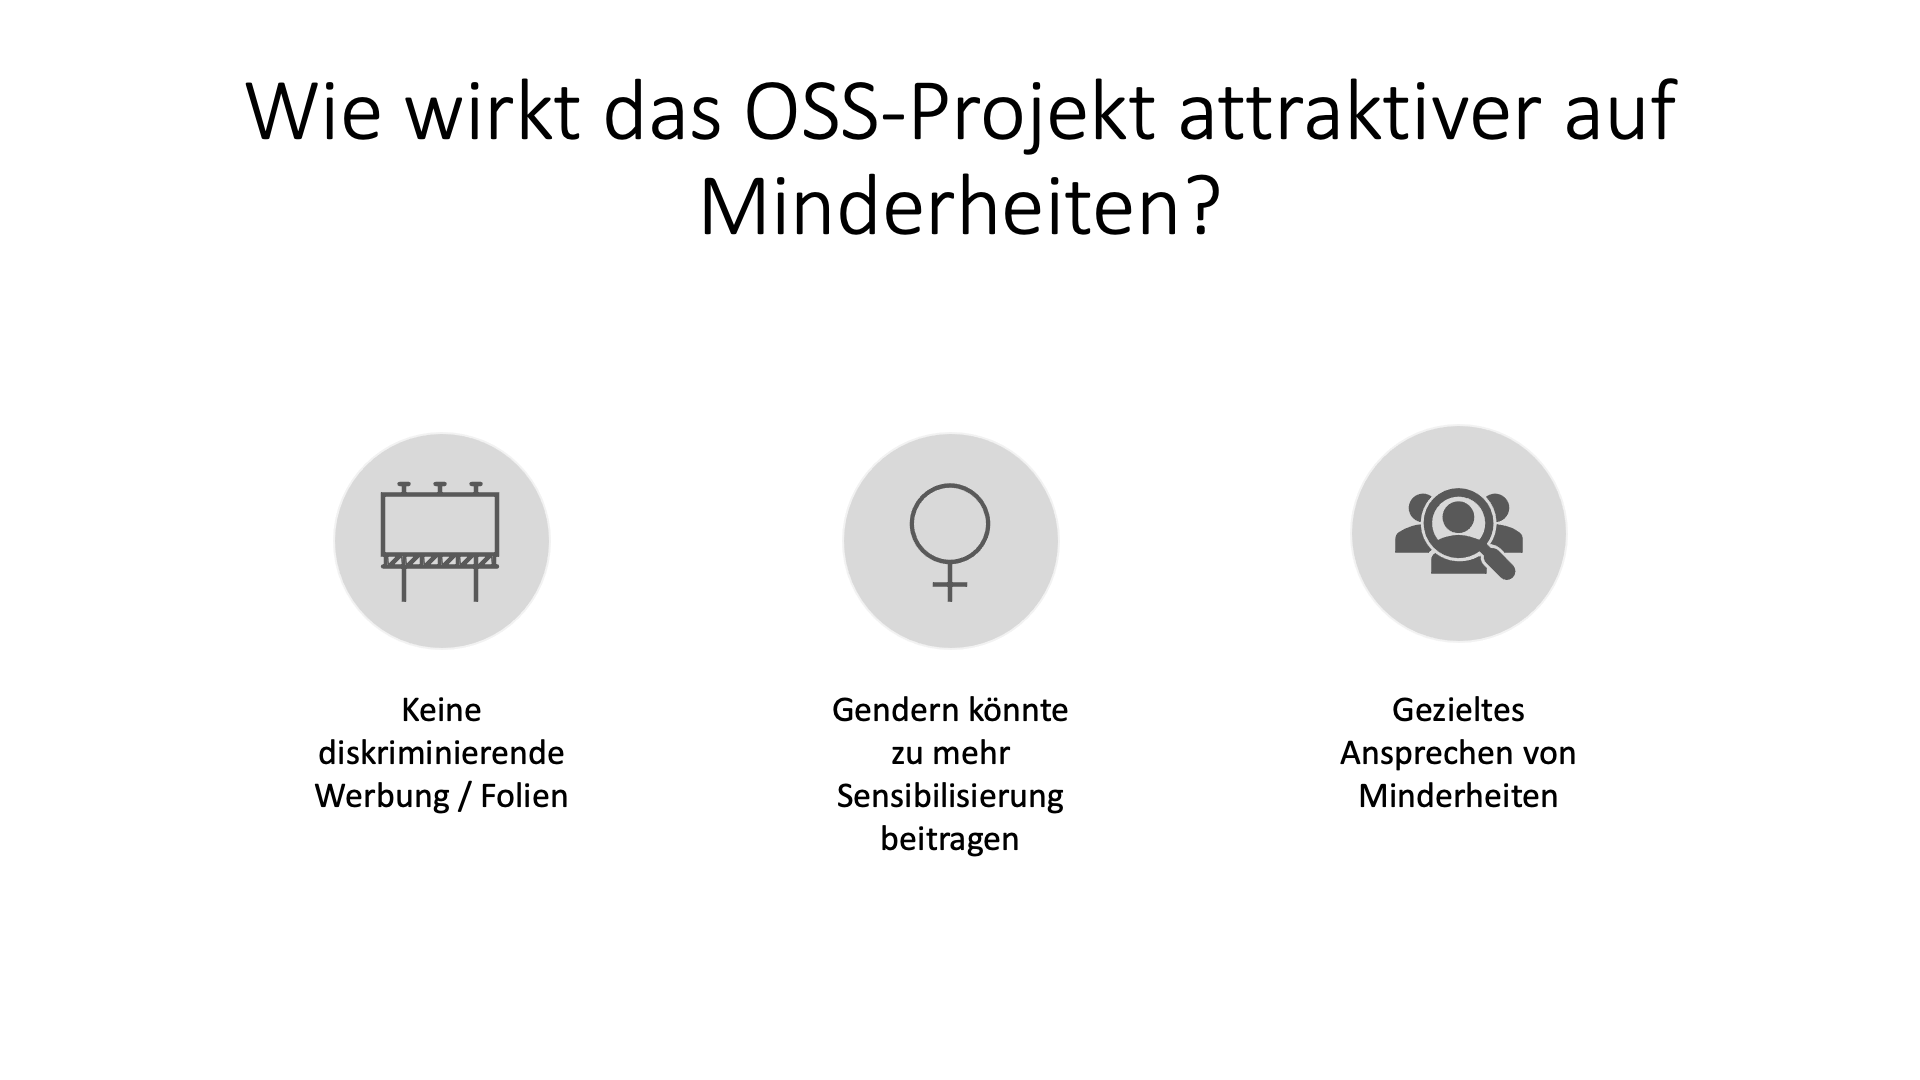 Wie wirkt das OSS-Projekt attraktiver auf
Minderheiten?
Keine
diskriminierende
Werbung / Folien
Gendern könnte
zu mehr
Sensibilisierung
beitragen
Gezieltes
Ansprechen von
Minderheiten